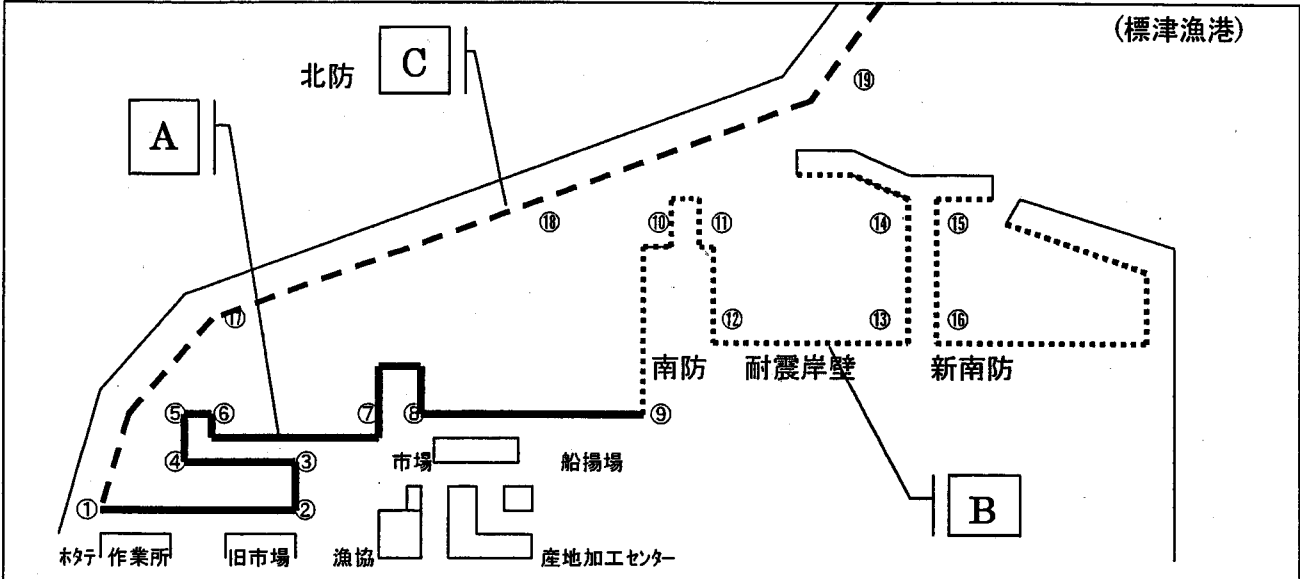 (標津漁港)
C
北防
⑲
A
⑱
⑩
⑪
⑭
⑮
⑰
⑫
⑬
⑯
南防
耐震岸壁
新南防
⑤
⑥
⑦
⑧
⑨
④
③
市場
船揚場
①
②
B
ホタテ
作業所
旧市場
漁協
産地加工センター